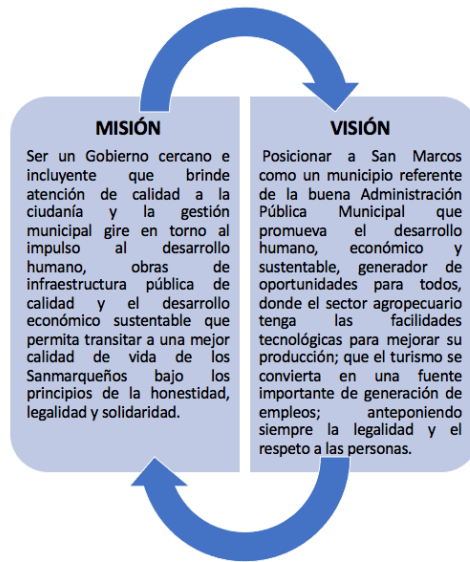 MISIÓN
Ser un Gobierno cercano e
incluyente que brinde
atención de calidad a la
ciudanía y la gestión
municipal gire en torno al
impulso al desarrollo
humano, obras de
infraestructura pública de
calidad y el desarrollo
económico sustentable que
permita transitar a una mejor
calidad de vida de los
Sanmarqueños bajo los
principios de la honestidad,
legalidad y solidaridad.
VISIÓN
Posicionar a San Marcos
como un municipio referente
de la buena Administración
Pública Municipal que
promueva el desarrollo
humano, económico y
sustentable, generador de
oportunidades para todos,
donde el sector agropecuario
tenga las facilidades
tecnológicas para mejorar su
producción; que el turismo se
convierta en una fuente
importante de generación de
empleos; anteponiendo
siempre la legalidad y el
respeto a las personas.